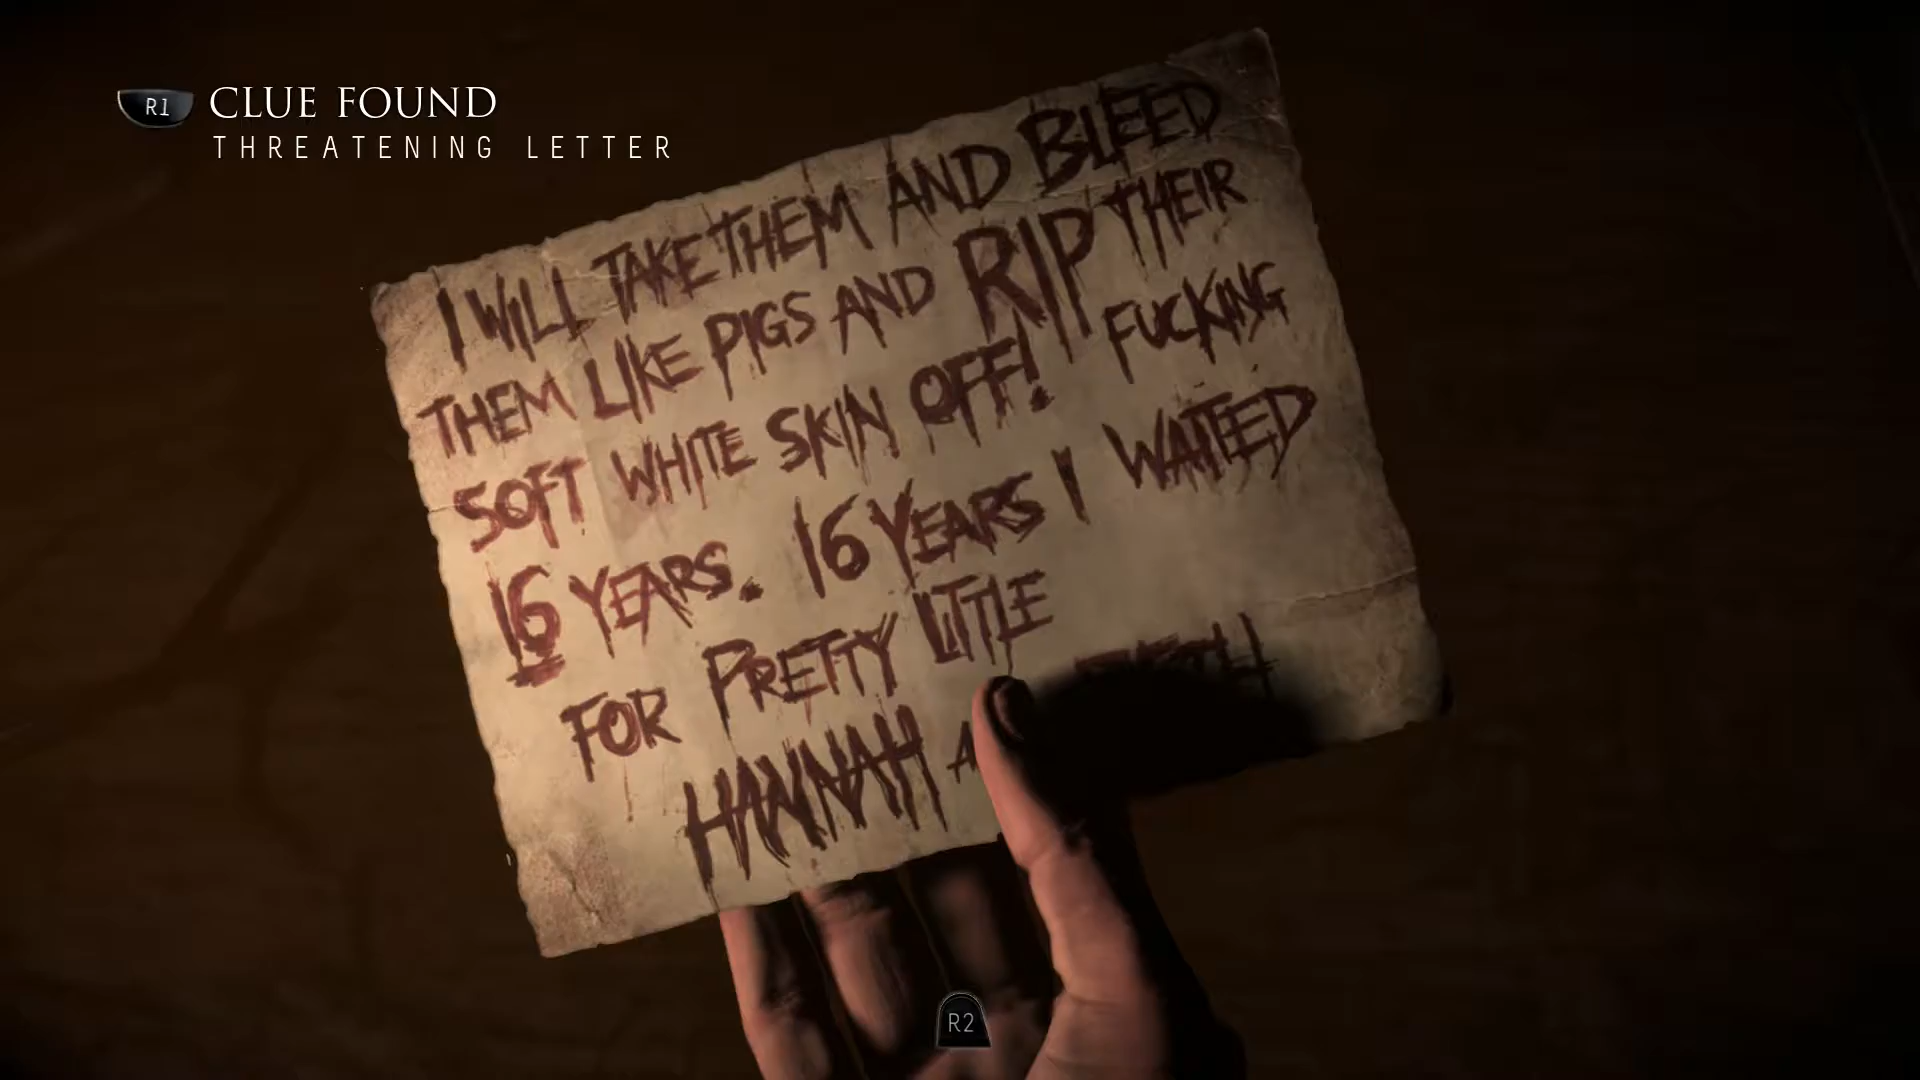 R1 CLUE FOUND
THREATENING LETTER
I WILL TAKE THEM AND BLEED
THEM LIKE PIGS AND RIP THEIR
SOFT WHITE SKIN OFF! FUCKING
16 YEARS. 16 YEARS I WAITED
FOR PRETTY LITTLE
HANNAH
R2